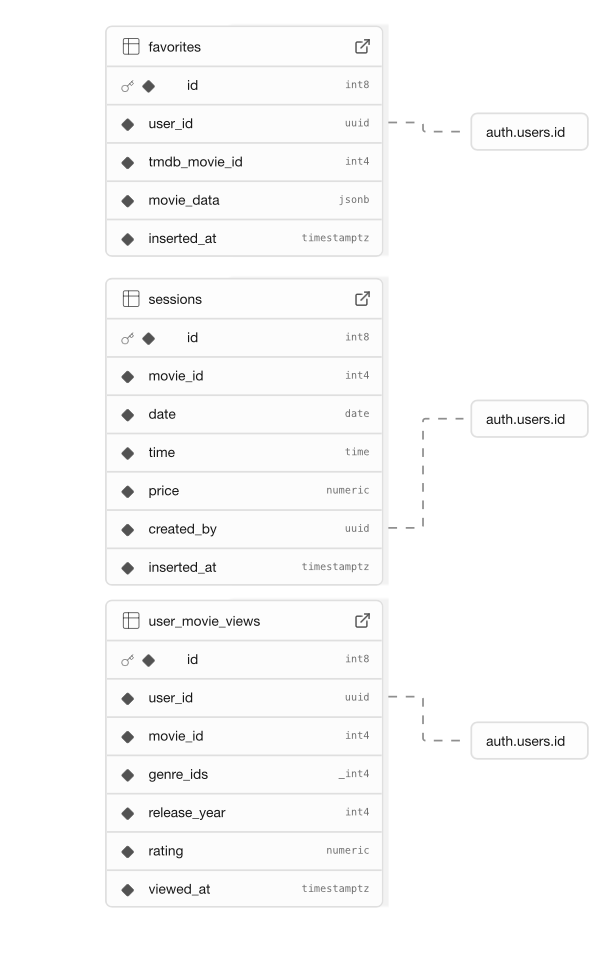 favorites
id int8
user_id uuid
auth.users.id
tmdb_movie_id int4
movie_data jsonb
inserted_at timestamptz
sessions
id int8
movie_id int4
date date
auth.users.id
time time
price numeric
created_by uuid
inserted_at timestamptz
user_movie_views
id int8
user_id uuid
movie_id int4
auth.users.id
genre_ids _int4
release_year int4
rating numeric
viewed_at timestamptz